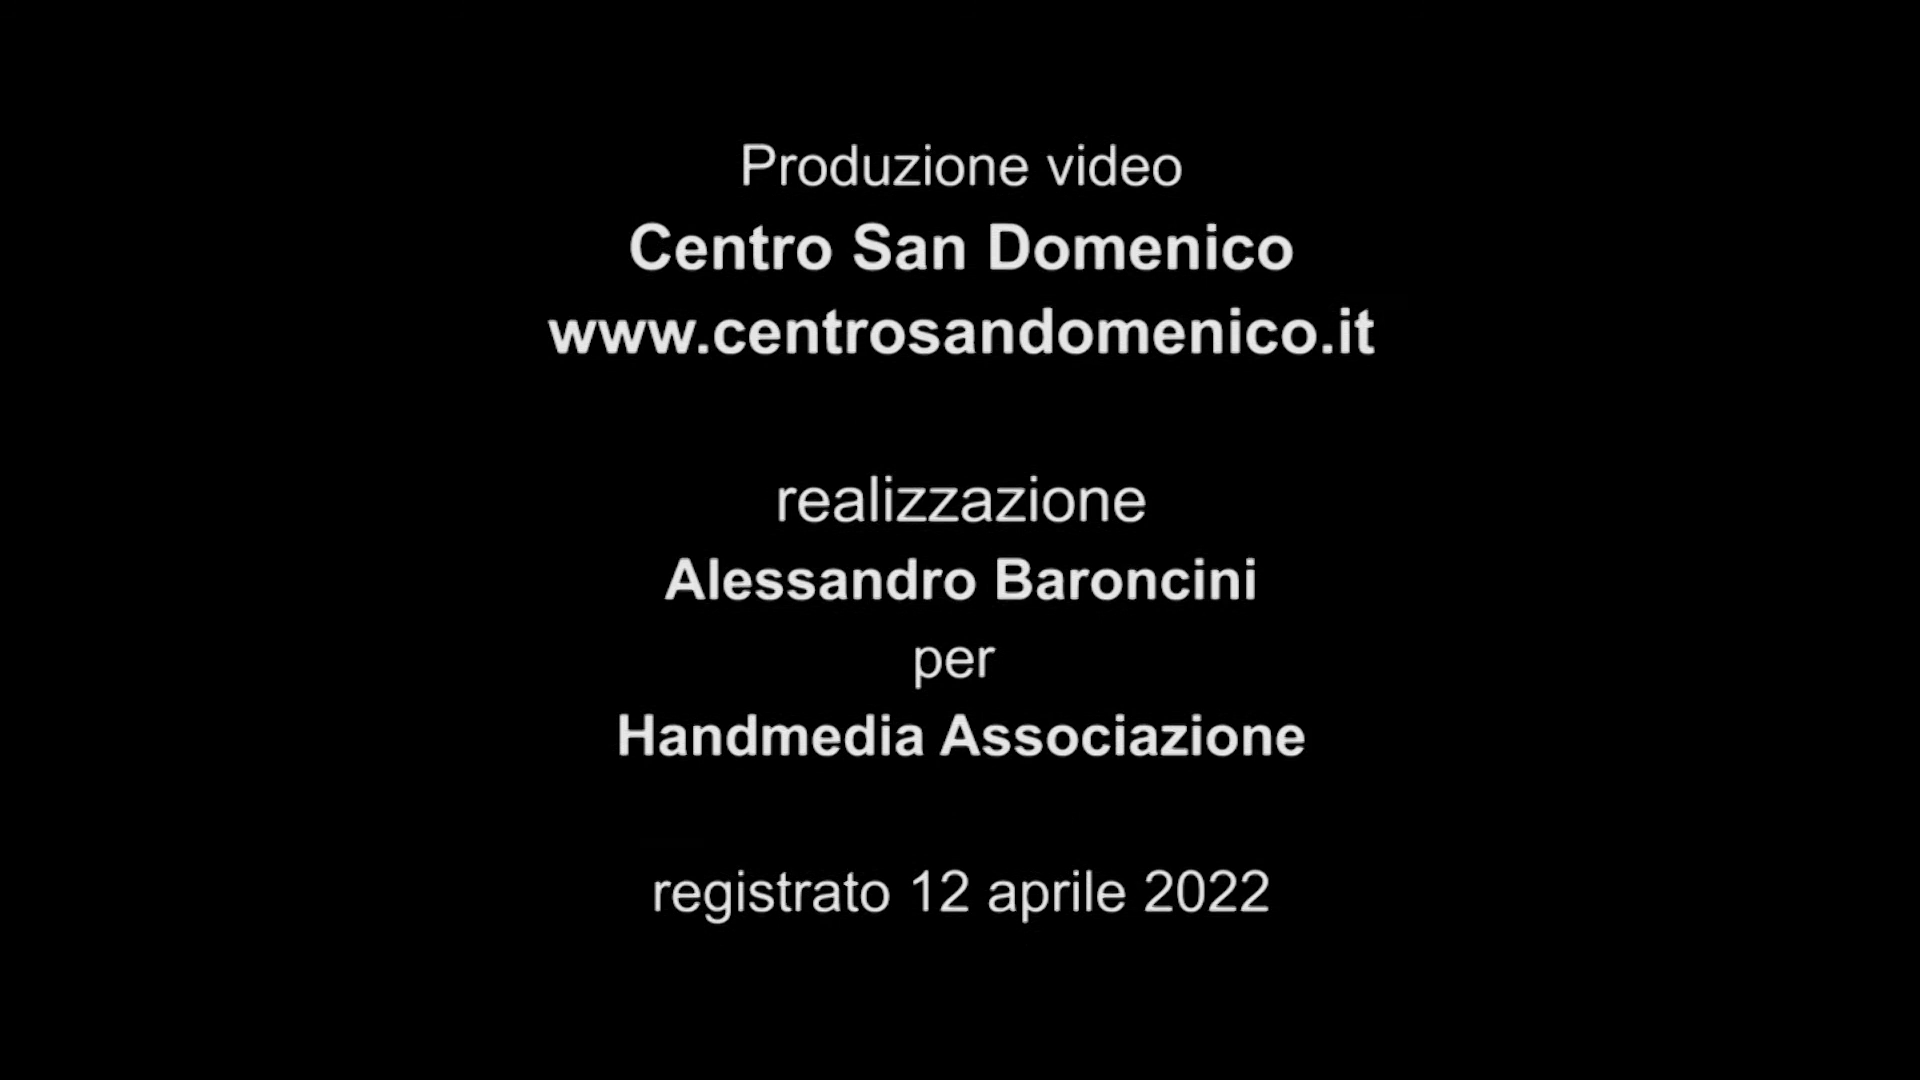 Produzione video
Centro San Domenico
www.centrosandomenico.it
realizzazione
Alessandro Baroncini
per
Handmedia Associazione
registrato 12 aprile 2022